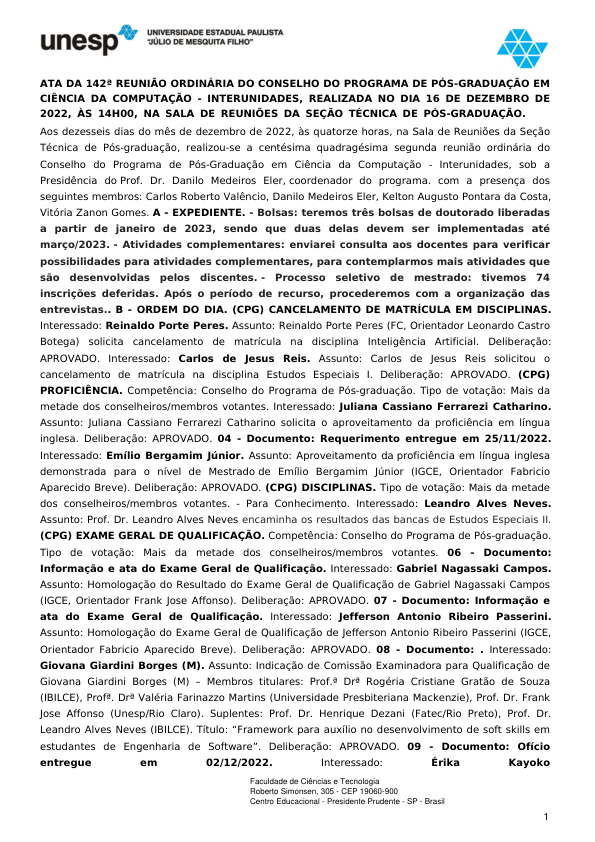 unesp
UNIVERSIDADE ESTADUAL PAULISTA
"JÚLIO DE MESQUITA FILHO"
ATA DA 142ª REUNIÃO ORDINÁRIA DO CONSELHO DO PROGRAMA DE PÓS-GRADUAÇÃO EM
CIÊNCIA DA COMPUTAÇÃO - INTERUNIDADES, REALIZADA NO DIA 16 DE DEZEMBRO DE
2022, ÀS 14H00, NA SALA DE REUNIÕES DA SEÇÃO TÉCNICA DE PÓS-GRADUAÇÃO.
Aos dezesseis dias do mês de dezembro de 2022, às quatorze horas, na Sala de Reuniões da Seção
Técnica de Pós-graduação, realizou-se a centésima quadragésima segunda reunião ordinária do
Conselho do Programa de Pós-Graduação em Ciência da Computação - Interunidades, sob a
Presidência do Prof. Dr. Danilo Medeiros Eler, coordenador do programa. com a presença dos
seguintes membros: Carlos Roberto Valêncio, Danilo Medeiros Eler, Kelton Augusto Pontara da Costa,
Vitória Zanon Gomes. A - EXPEDIENTE. - Bolsas: teremos três bolsas de doutorado liberadas
a partir de janeiro de 2023, sendo que duas delas devem ser implementadas até
março/2023. - Atividades complementares: enviarei consulta aos docentes para verificar
possibilidades para atividades complementares, para contemplarmos mais atividades que
são desenvolvidas pelos discentes. - Processo seletivo de mestrado: tivemos 74
inscrições deferidas. Após o período de recurso, procederemos com a organização das
entrevistas.. B - ORDEM DO DIA. (CPG) CANCELAMENTO DE MATRÍCULA EM DISCIPLINAS.
Interessado: Reinaldo Porte Peres. Assunto: Reinaldo Porte Peres (FC, Orientador Leonardo Castro
Botega) solicita cancelamento de matrícula na disciplina Inteligência Artificial. Deliberação:
APROVADO. Interessado: Carlos de Jesus Reis. Assunto: Carlos de Jesus Reis solicitou o
cancelamento de matrícula na disciplina Estudos Especiais I. Deliberação: APROVADO. (CPG)
PROFICIÊNCIA. Competência: Conselho do Programa de Pós-graduação. Tipo de votação: Mais da
metade dos conselheiros/membros votantes. Interessado: Juliana Cassiano Ferrarezi Catharino.
Assunto: Juliana Cassiano Ferrarezi Catharino solicita o aproveitamento da proficiência em língua
inglesa. Deliberação: APROVADO. 04 - Documento: Requerimento entregue em 25/11/2022.
Interessado: Emílio Bergamim Júnior. Assunto: Aproveitamento da proficiência em língua inglesa
demonstrada para o nível de Mestrado de Emílio Bergamim Júnior (IGCE, Orientador Fabricio
Aparecido Breve). Deliberação: APROVADO. (CPG) DISCIPLINAS. Tipo de votação: Mais da metade
dos conselheiros/membros votantes. - Para Conhecimento. Interessado: Leandro Alves Neves.
Assunto: Prof. Dr. Leandro Alves Neves encaminha os resultados das bancas de Estudos Especiais II.
(CPG) EXAME GERAL DE QUALIFICAÇÃO. Competência: Conselho do Programa de Pós-graduação.
Tipo de votação: Mais da metade dos conselheiros/membros votantes. 06 - Documento:
Informação e ata do Exame Geral de Qualificação. Interessado: Gabriel Nagassaki Campos.
Assunto: Homologação do Resultado do Exame Geral de Qualificação de Gabriel Nagassaki Campos
(IGCE, Orientador Frank Jose Affonso). Deliberação: APROVADO. 07 - Documento: Informação e
ata do Exame Geral de Qualificação. Interessado: Jefferson Antonio Ribeiro Passerini.
Assunto: Homologação do Exame Geral de Qualificação de Jefferson Antonio Ribeiro Passerini (IGCE,
Orientador Fabricio Aparecido Breve). Deliberação: APROVADO. 08 - Documento: . Interessado:
Giovana Giardini Borges (M). Assunto: Indicação de Comissão Examinadora para Qualificação de
Giovana Giardini Borges (M) – Membros titulares: Prof.ª Drª Rogéria Cristiane Gratão de Souza
(IBILCE), Profª. Drª Valéria Farinazzo Martins (Universidade Presbiteriana Mackenzie), Prof. Dr. Frank
Jose Affonso (Unesp/Rio Claro). Suplentes: Prof. Dr. Henrique Dezani (Fatec/Rio Preto), Prof. Dr.
Leandro Alves Neves (IBILCE). Título: “Framework para auxílio no desenvolvimento de soft skills em
estudantes de Engenharia de Software”. Deliberação: APROVADO. 09 - Documento: Ofício
entregue em 02/12/2022. Interessado: Érika Kayoko
Faculdade de Ciências e Tecnologia
Roberto Simonsen, 305 - CEP 19060-900
Centro Educacional - Presidente Prudente - SP - Brasil
1